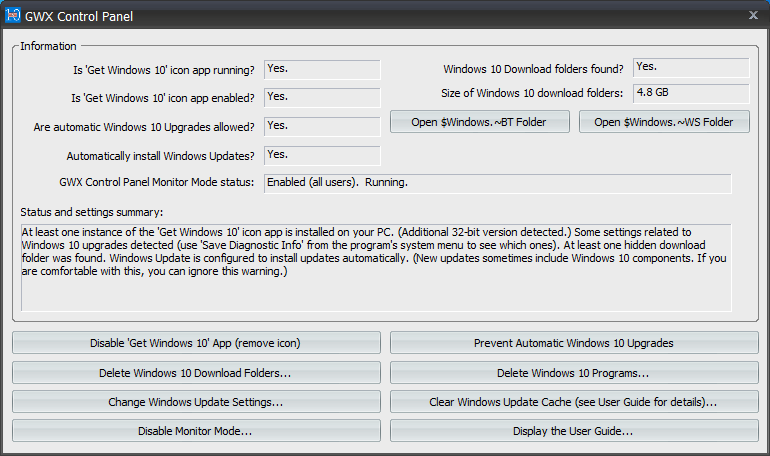 GWX Control Panel
Information
Is 'Get Windows 10' icon app running? Yes.
Windows 10 Download folders found? Yes.
Is 'Get Windows 10' icon app enabled? Yes.
Size of Windows 10 download folders: 4.8 GB
Are automatic Windows 10 Upgrades allowed? Yes.
Open $Windows.~BT Folder
Open $Windows.~WS Folder
Automatically install Windows Updates? Yes.
GWX Control Panel Monitor Mode status: Enabled (all users).  Running.
Status and settings summary:
At least one instance of the 'Get Windows 10' icon app is installed on your PC. (Additional 32-bit version detected.) Some settings related to
Windows 10 upgrades detected (use 'Save Diagnostic Info' from the program's system menu to see which ones). At least one hidden download
folder was found. Windows Update is configured to install updates automatically. (New updates sometimes include Windows 10 components. If you
are comfortable with this, you can ignore this warning.)
Disable 'Get Windows 10' App (remove icon)
Prevent Automatic Windows 10 Upgrades
Delete Windows 10 Download Folders...
Delete Windows 10 Programs...
Change Windows Update Settings...
Clear Windows Update Cache (see User Guide for details)...
Disable Monitor Mode...
Display the User Guide...